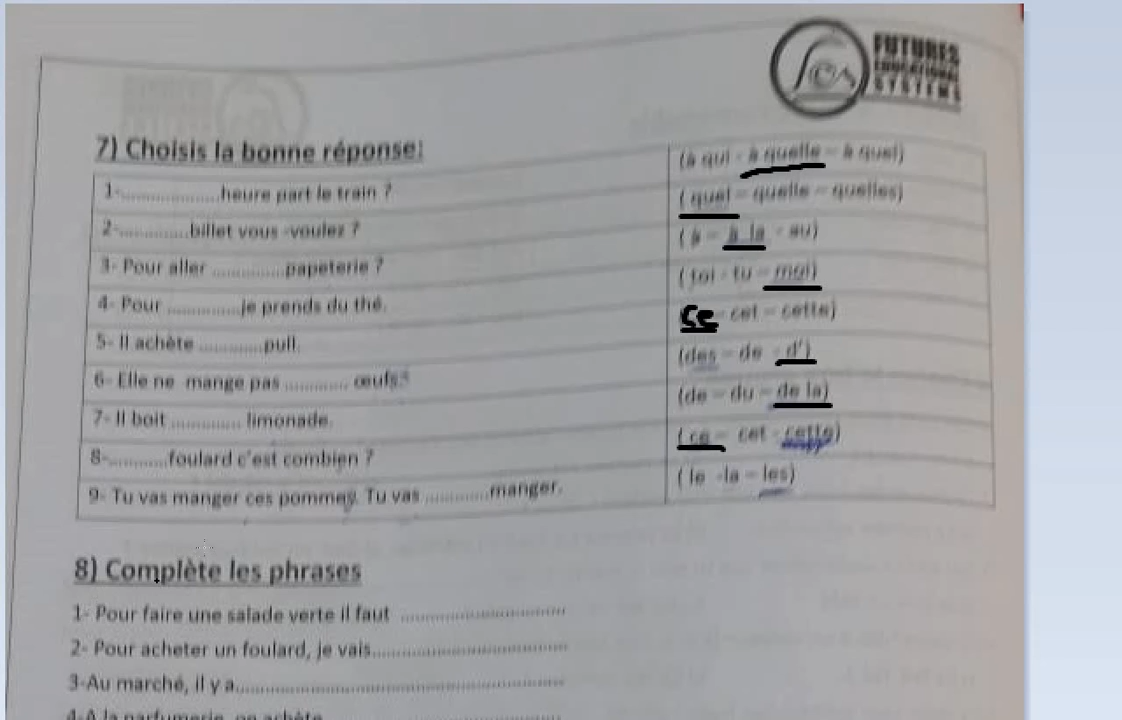 FUTURES
EDUCATIONAL
SYSTEMS
7) Choisis la bonne réponse:
1-....................heure part le train ? (à qui - à quelle – à quel)
2-...............billet vous -voulez ? ( quel – quelle – quelles)
3- Pour aller ...............papeterie ? ( à – à la - au)
4- Pour ...............je prends du thé. ( toi - tu – moi)
5- Il achète .............pull. ce - cet – cette)
6- Elle ne mange pas ............. œufs. (des – de - d')
7- Il boit .............. limonade. (de – du – de la)
8-............foulard c'est combien ? ( ce – cet - cette)
9- Tu vas manger ces pommes. Tu vas .............manger. ( le -la – les)
8) Complète les phrases
1- Pour faire une salade verte il faut ..............................
2- Pour acheter un foulard, je vais...................................
3-Au marché, il y a............................................................
4-A la parfumerie, on achète............................................